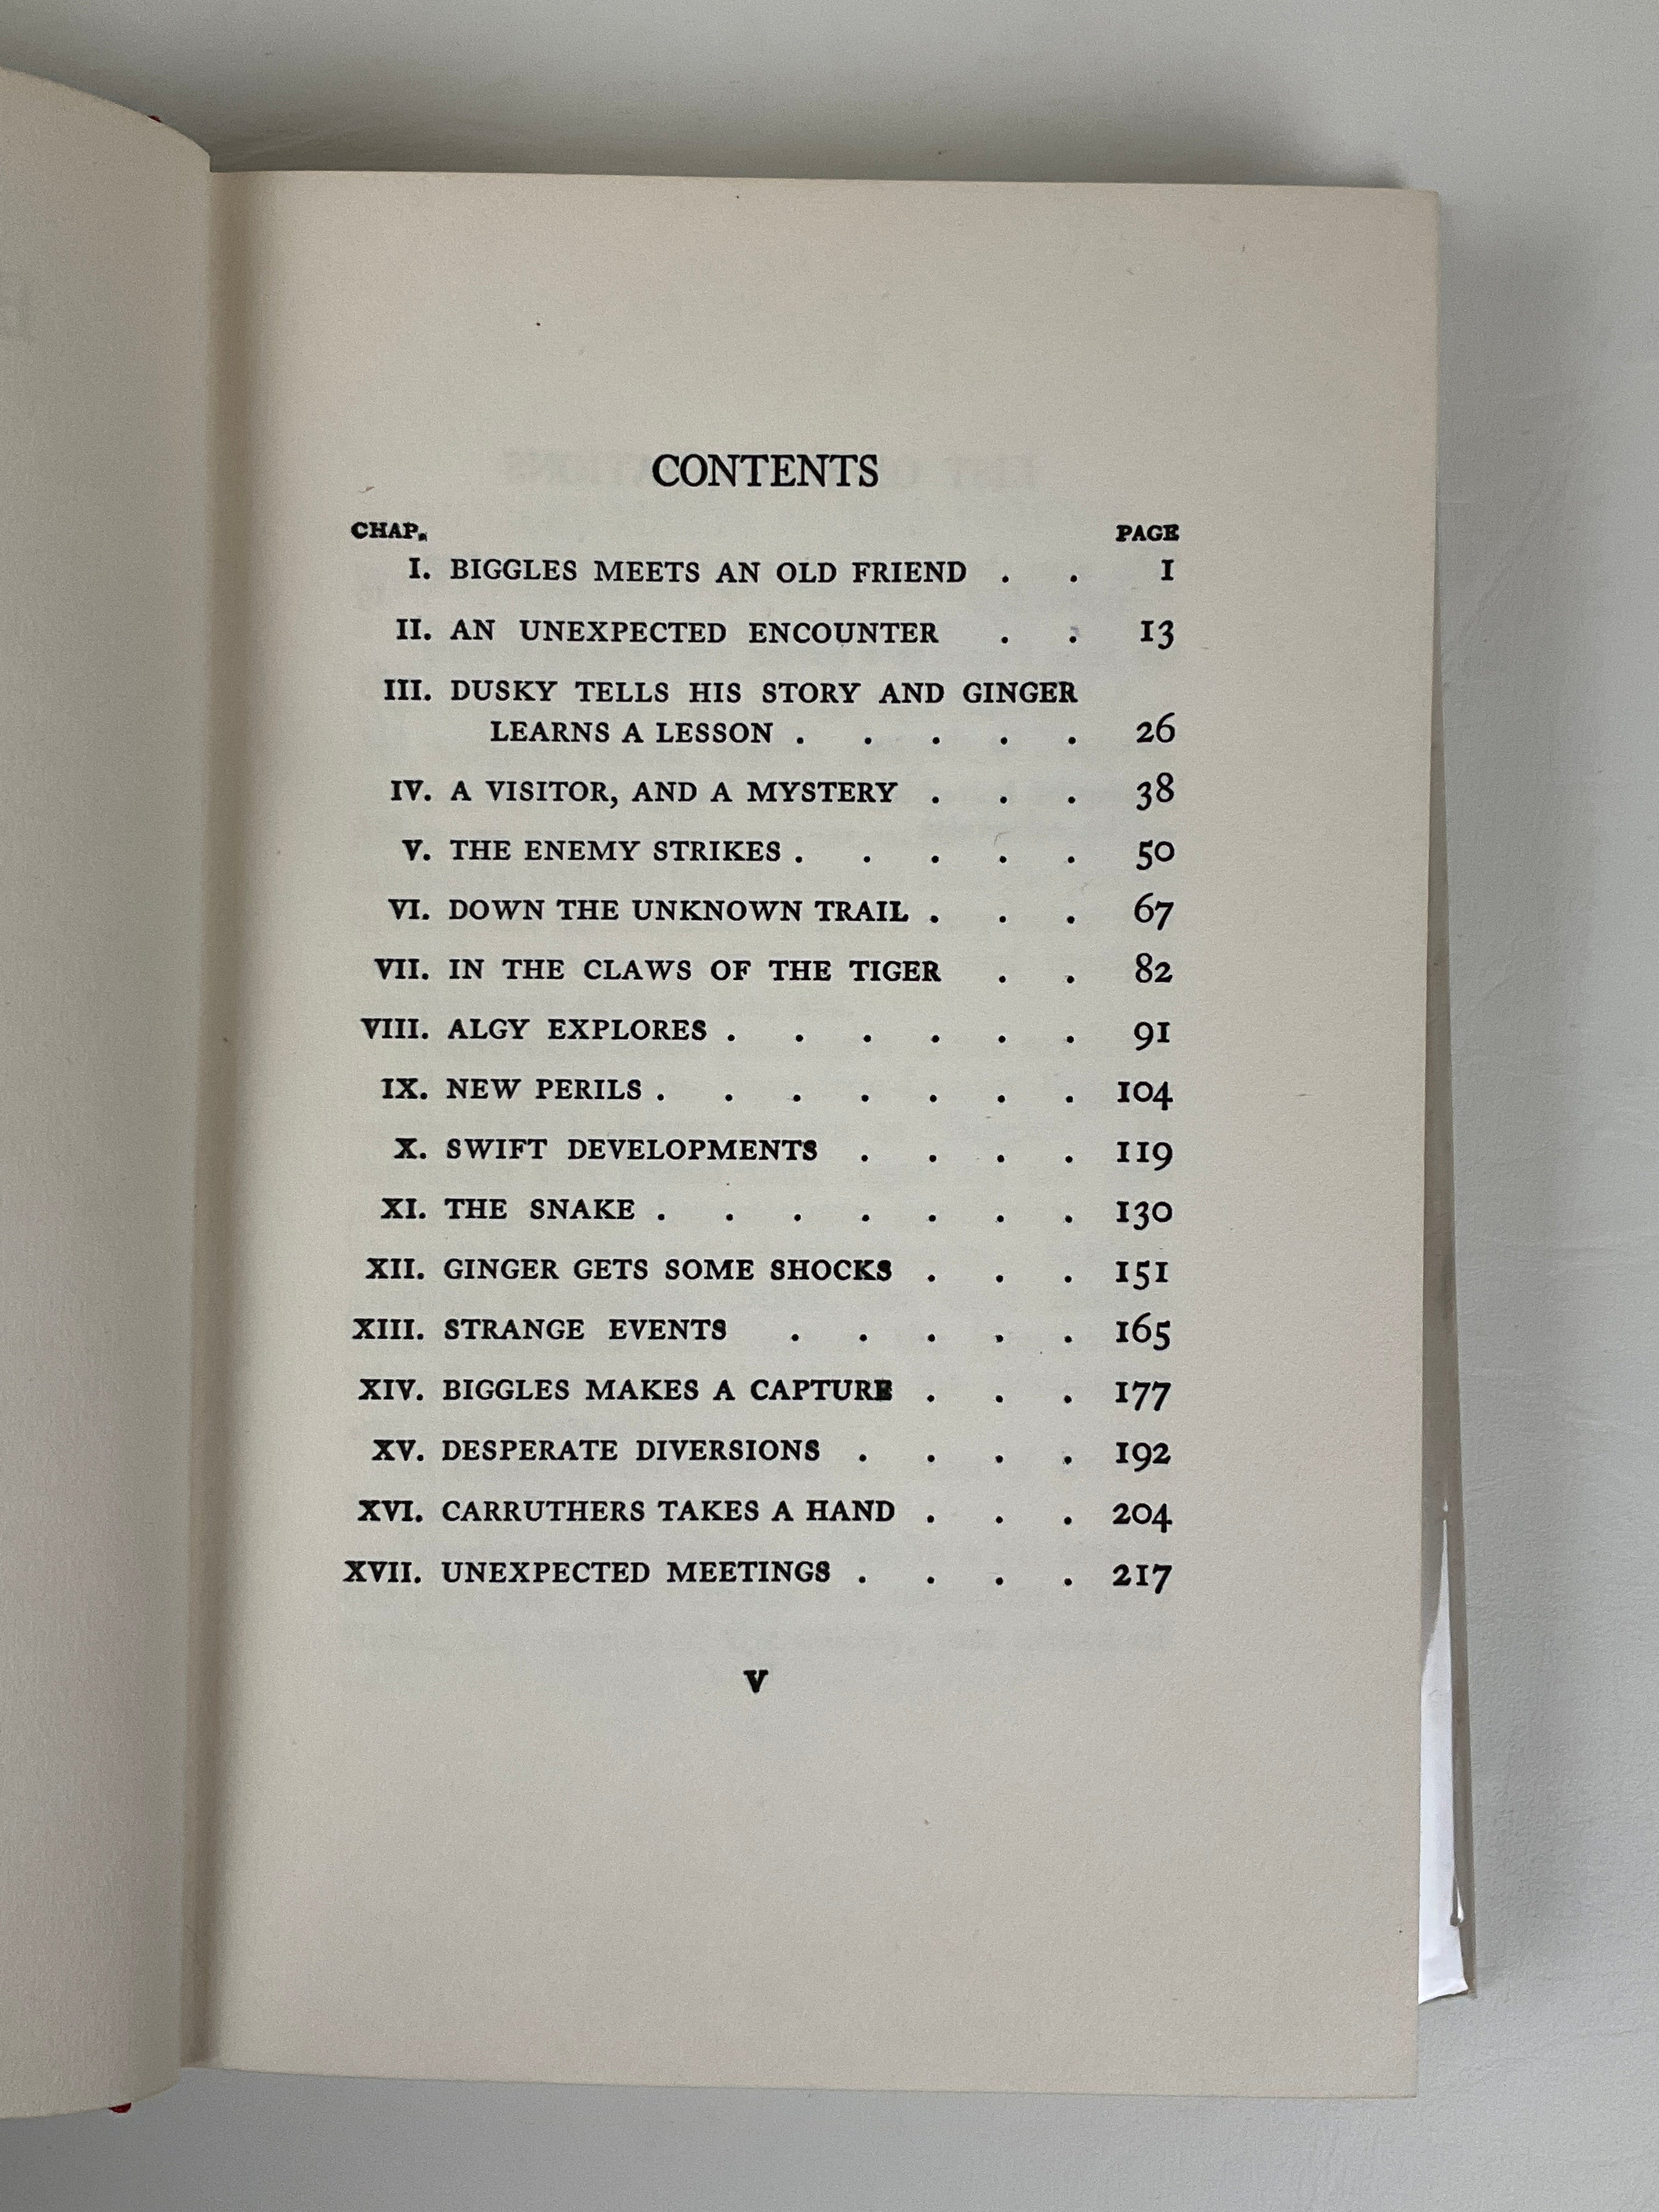 CONTENTS
CHAP. PAGE
I. BIGGLES MEETS AN OLD FRIEND . . 1
II. AN UNEXPECTED ENCOUNTER . . 13
III. DUSKY TELLS HIS STORY AND GINGER
LEARNS A LESSON . . . . . 26
IV. A VISITOR, AND A MYSTERY . . . 38
V. THE ENEMY STRIKES . . . . . 50
VI. DOWN THE UNKNOWN TRAIL . . . 67
VII. IN THE CLAWS OF THE TIGER . . 82
VIII. ALGY EXPLORES . . . . . . 91
IX. NEW PERILS . . . . . . . 104
X. SWIFT DEVELOPMENTS . . . . 119
XI. THE SNAKE . . . . . . . 130
XII. GINGER GETS SOME SHOCKS . . . 151
XIII. STRANGE EVENTS . . . . . 165
XIV. BIGGLES MAKES A CAPTURE . . . 177
XV. DESPERATE DIVERSIONS . . . . 192
XVI. CARRUTHERS TAKES A HAND . . . 204
XVII. UNEXPECTED MEETINGS . . . . 217
v